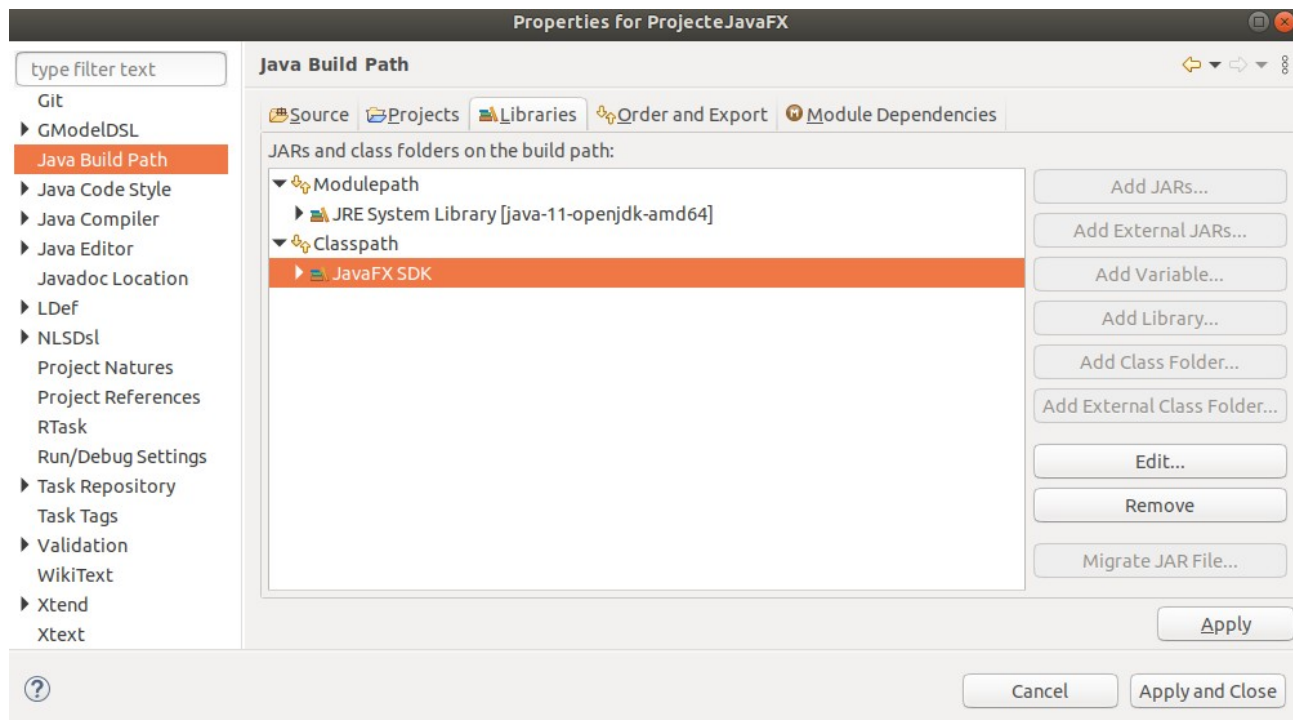 Properties for ProjecteJavaFX
type filter text
Git
GModelDSL
Java Build Path
Java Code Style
Java Compiler
Java Editor
Javadoc Location
LDef
NLSDsl
Project Natures
Project References
RTask
Run/Debug Settings
Task Repository
Task Tags
Validation
WikiText
Xtend
Xtext
Java Build Path
Source Projects Libraries Order and Export Module Dependencies
JARs and class folders on the build path:
Modulepath
JRE System Library [java-11-openjdk-amd64]
Classpath
JavaFX SDK
Add JARs...
Add External JARs...
Add Variable...
Add Library...
Add Class Folder...
Add External Class Folder...
Edit...
Remove
Migrate JAR File...
Apply
Cancel Apply and Close